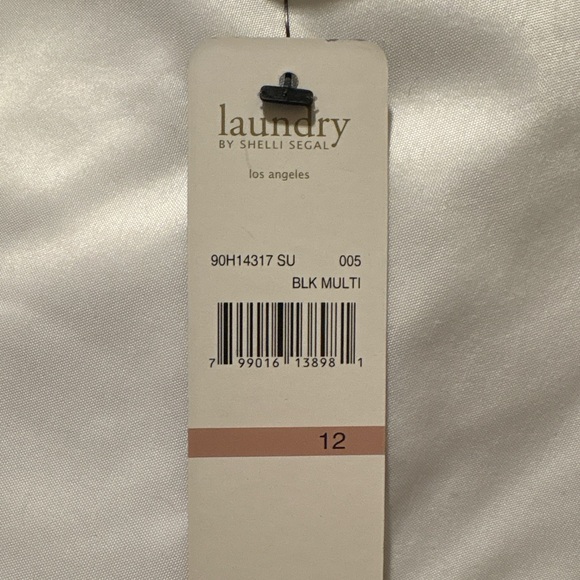 laundry
BY SHELLI SEGAL
los angeles
90H14317 SU 005
BLK MULTI
7 99016 13898 1
12